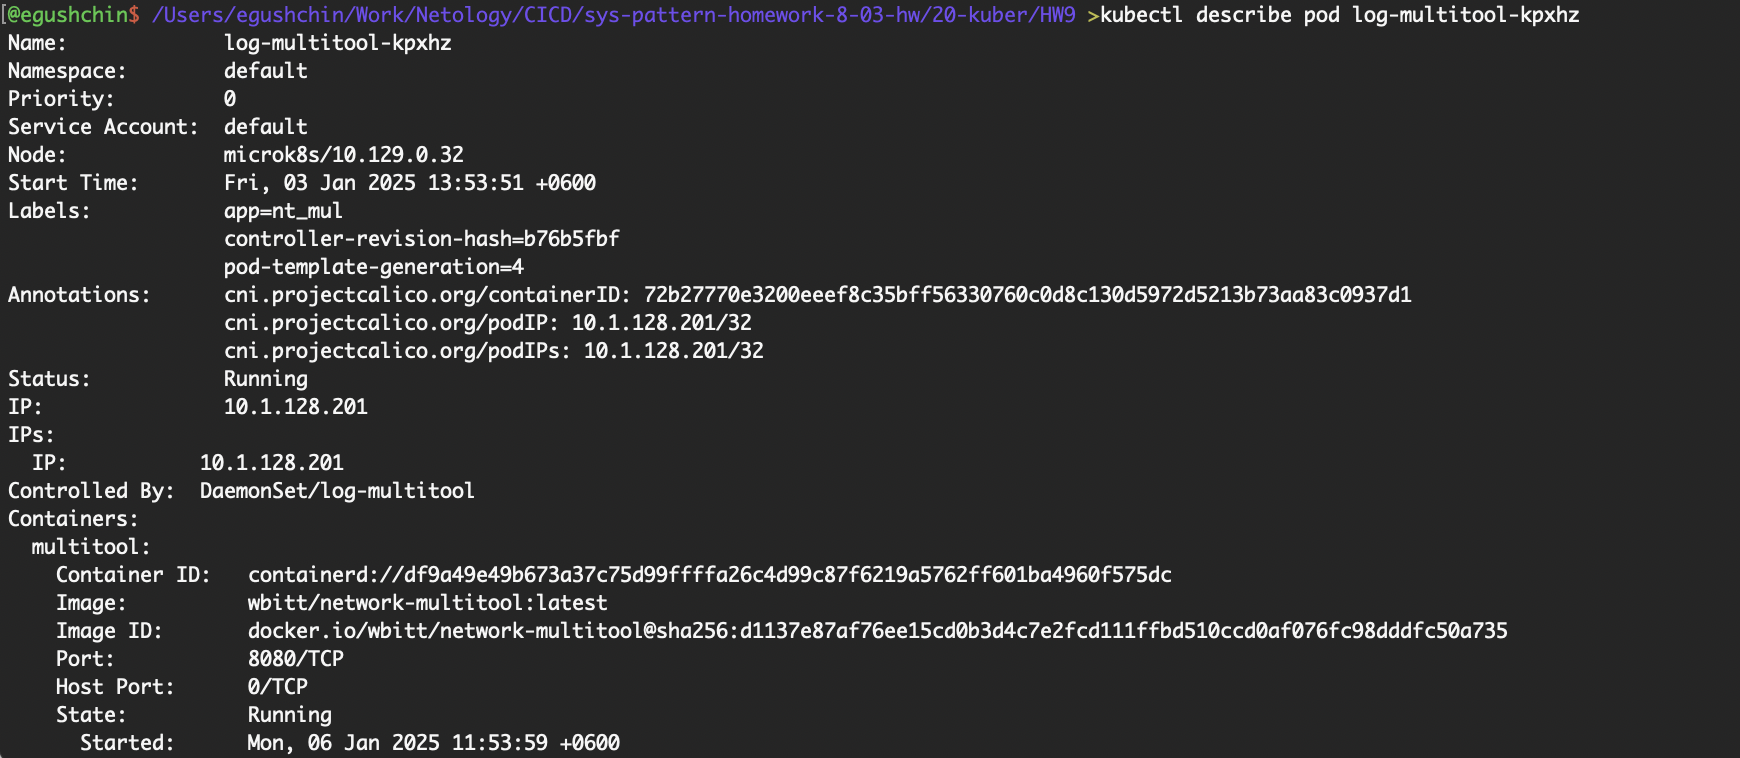 [@egushchin$ /Users/egushchin/Work/Netology/CICD/sys-pattern-homework-8-03-hw/20-kuber/HW9 >kubectl describe pod log-multitool-kpxhz
Name:             log-multitool-kpxhz
Namespace:        default
Priority:         0
Service Account:  default
Node:             microk8s/10.129.0.32
Start Time:       Fri, 03 Jan 2025 13:53:51 +0600
Labels:           app=nt_mul
                  controller-revision-hash=b76b5fbf
                  pod-template-generation=4
Annotations:      cni.projectcalico.org/containerID: 72b27770e3200eeef8c35bff56330760c0d8c130d5972d5213b73aa83c0937d1
                  cni.projectcalico.org/podIP: 10.1.128.201/32
                  cni.projectcalico.org/podIPs: 10.1.128.201/32
Status:           Running
IP:               10.1.128.201
IPs:
  IP:           10.1.128.201
Controlled By:  DaemonSet/log-multitool
Containers:
  multitool:
    Container ID:   containerd://df9a49e49b673a37c75d99ffffa26c4d99c87f6219a5762ff601ba4960f575dc
    Image:          wbitt/network-multitool:latest
    Image ID:       docker.io/wbitt/network-multitool@sha256:d1137e87af76ee15cd0b3d4c7e2fcd111ffbd510ccd0af076fc98dddfc50a735
    Port:           8080/TCP
    Host Port:      0/TCP
    State:          Running
      Started:      Mon, 06 Jan 2025 11:53:59 +0600